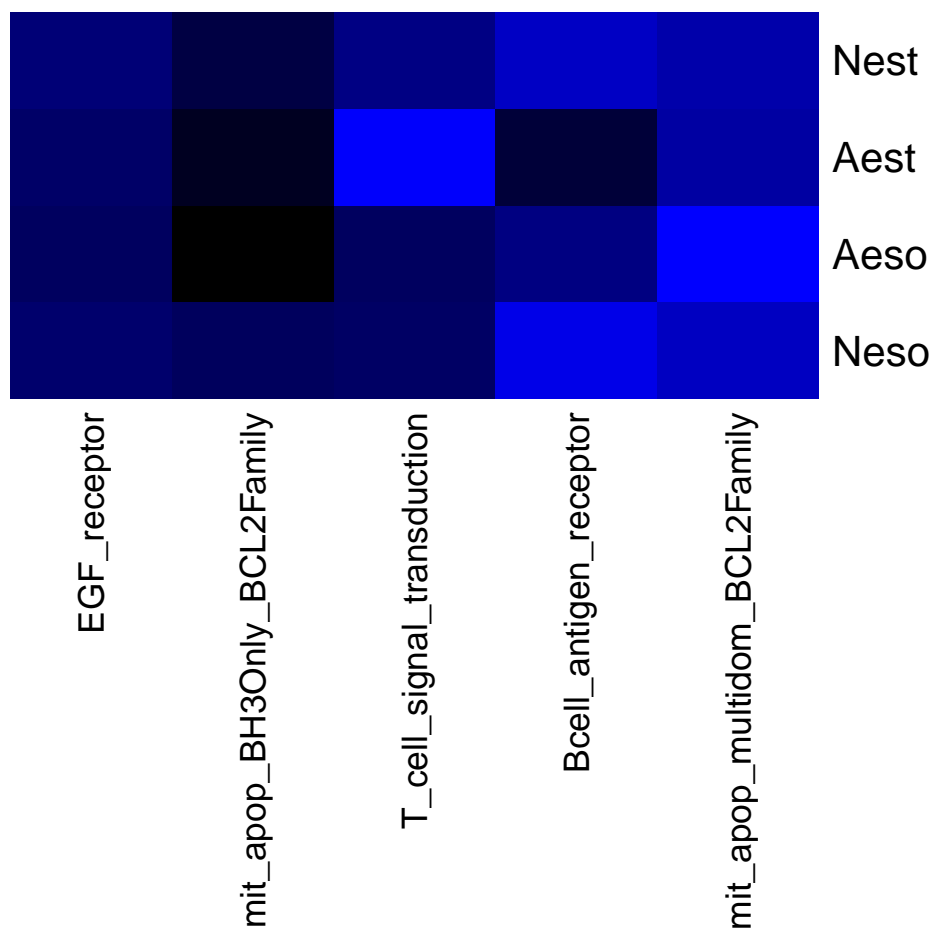 Nest
Aest
Aeso
Neso
EGF_receptor
mit_apop_BH3Only_BCL2Family
T_cell_signal_transduction
Bcell_antigen_receptor
mit_apop_multidom_BCL2Family